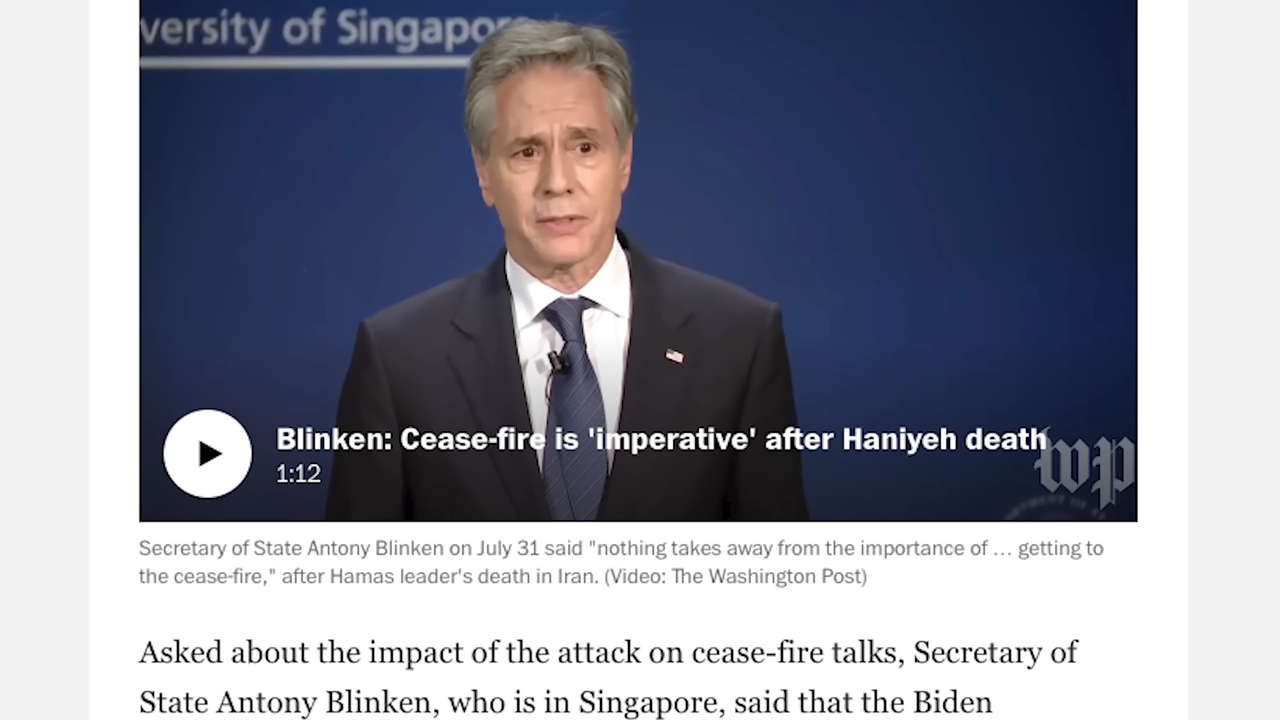 versity of Singapo
Blinken: Cease-fire is 'imperative' after Haniyeh death
1:12
wp
Secretary of State Antony Blinken on July 31 said "nothing takes away from the importance of … getting to
the cease-fire," after Hamas leader's death in Iran. (Video: The Washington Post)
Asked about the impact of the attack on cease-fire talks, Secretary of
State Antony Blinken, who is in Singapore, said that the Biden